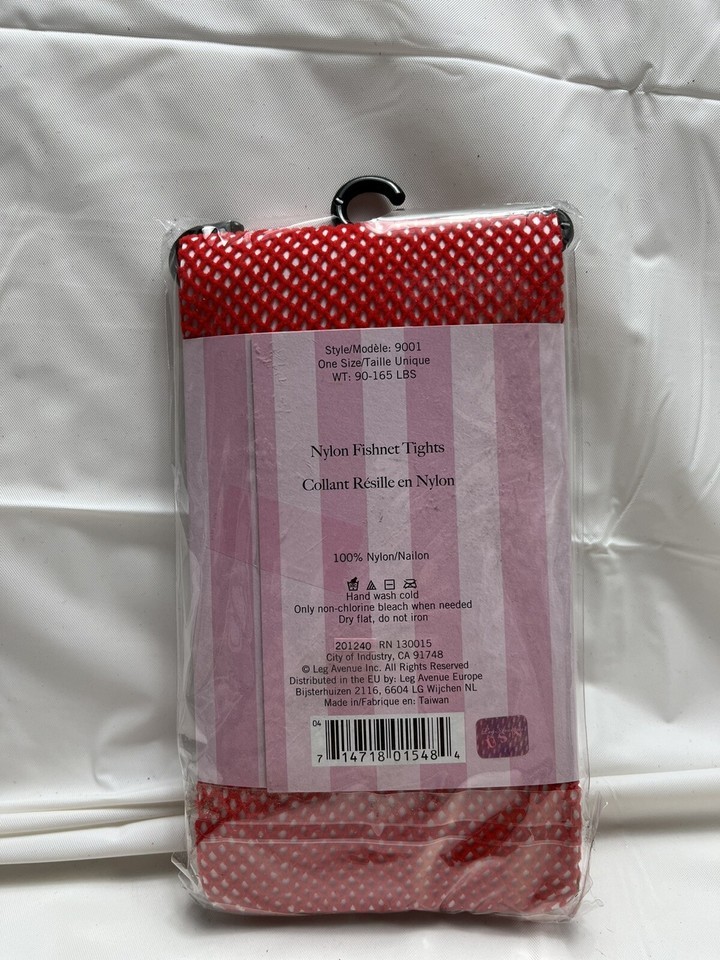 Style/Modèle: 9001
One Size/Taille Unique
WT: 90-165 LBS
Nylon Fishnet Tights
Collant Résille en Nylon
100% Nylon/Nailon
Hand wash cold
Only non-chlorine bleach when needed
Dry flat, do not iron
201240 RN 130015
City of Industry, CA 91748
© Leg Avenue Inc. All Rights Reserved
Distributed in the EU by: Leg Avenue Europe
Bijsterhuizen 2116, 6604 LG Wijchen NL
Made in/Fabrique en: Taiwan
04
7 14718 01548 4